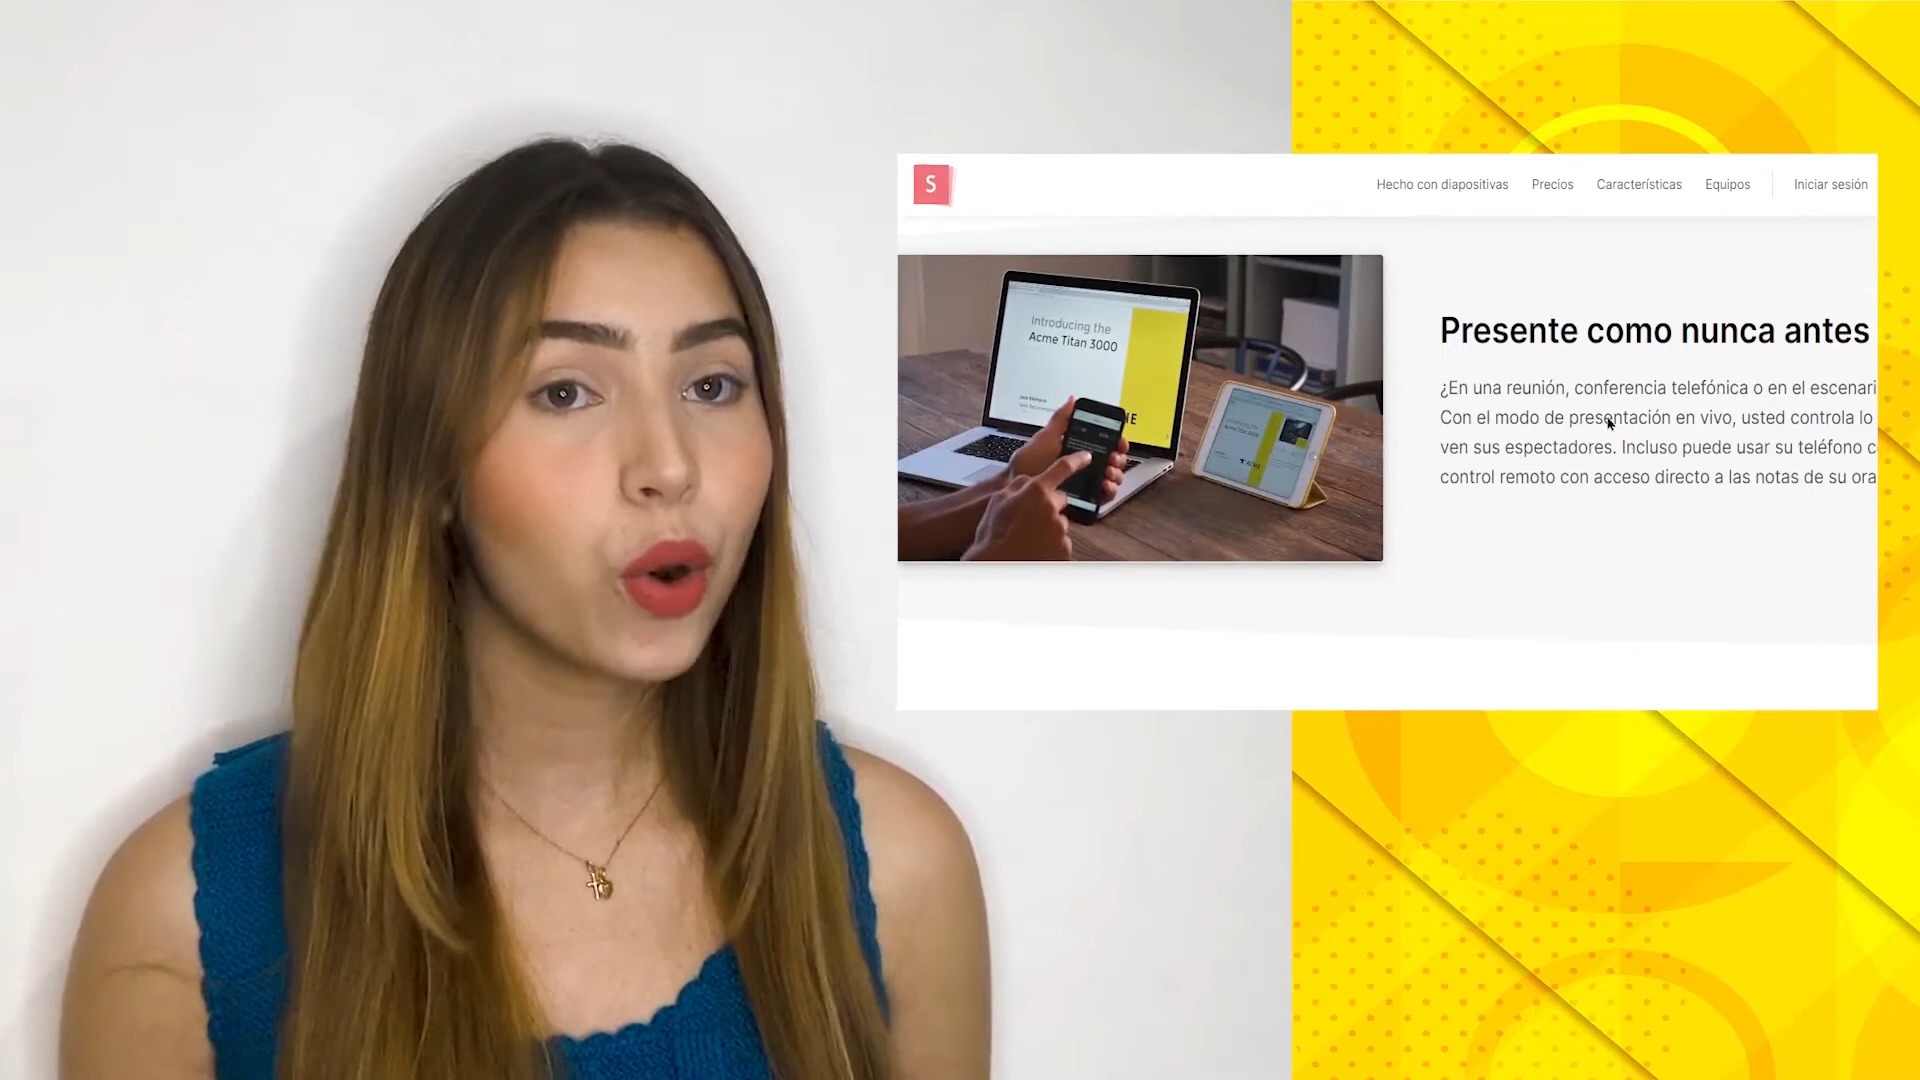 S
Hecho con diapositivas Precios Características Equipos Iniciar sesión
Introducing the
Acme Titan 3000
Presente como nunca antes
¿En una reunión, conferencia telefónica o en el escenari
Con el modo de presentación en vivo, usted controla lo
ven sus espectadores. Incluso puede usar su teléfono c
control remoto con acceso directo a las notas de su ora